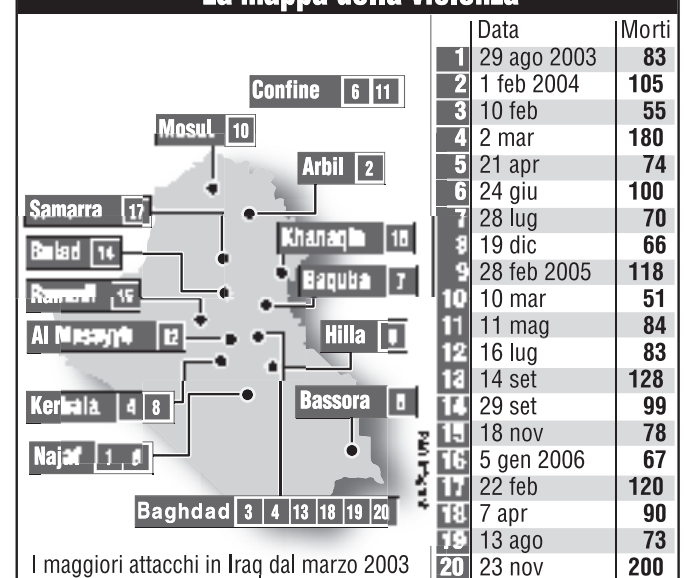 La mappa della violenza
Confine 6 11
Mosul 10
Arbil 2
Samarra 17
Khanaqin
Balad 14
Baquba 7
Al 12
Hilla
Kerbala 4 8
Bassora
Najaf 1
Baghdad 3 4 13 18 19 20
I maggiori attacchi in Iraq dal marzo 2003
Data Morti
1 29 ago 2003 83
2 1 feb 2004 105
3 10 feb 55
4 2 mar 180
5 21 apr 74
6 24 giu 100
7 28 lug 70
8 19 dic 66
9 28 feb 2005 118
10 10 mar 51
11 11 mag 84
12 16 lug 83
13 14 set 128
14 29 set 99
15 18 nov 78
16 5 gen 2006 67
17 22 feb 120
18 7 apr 90
19 13 ago 73
20 23 nov 200